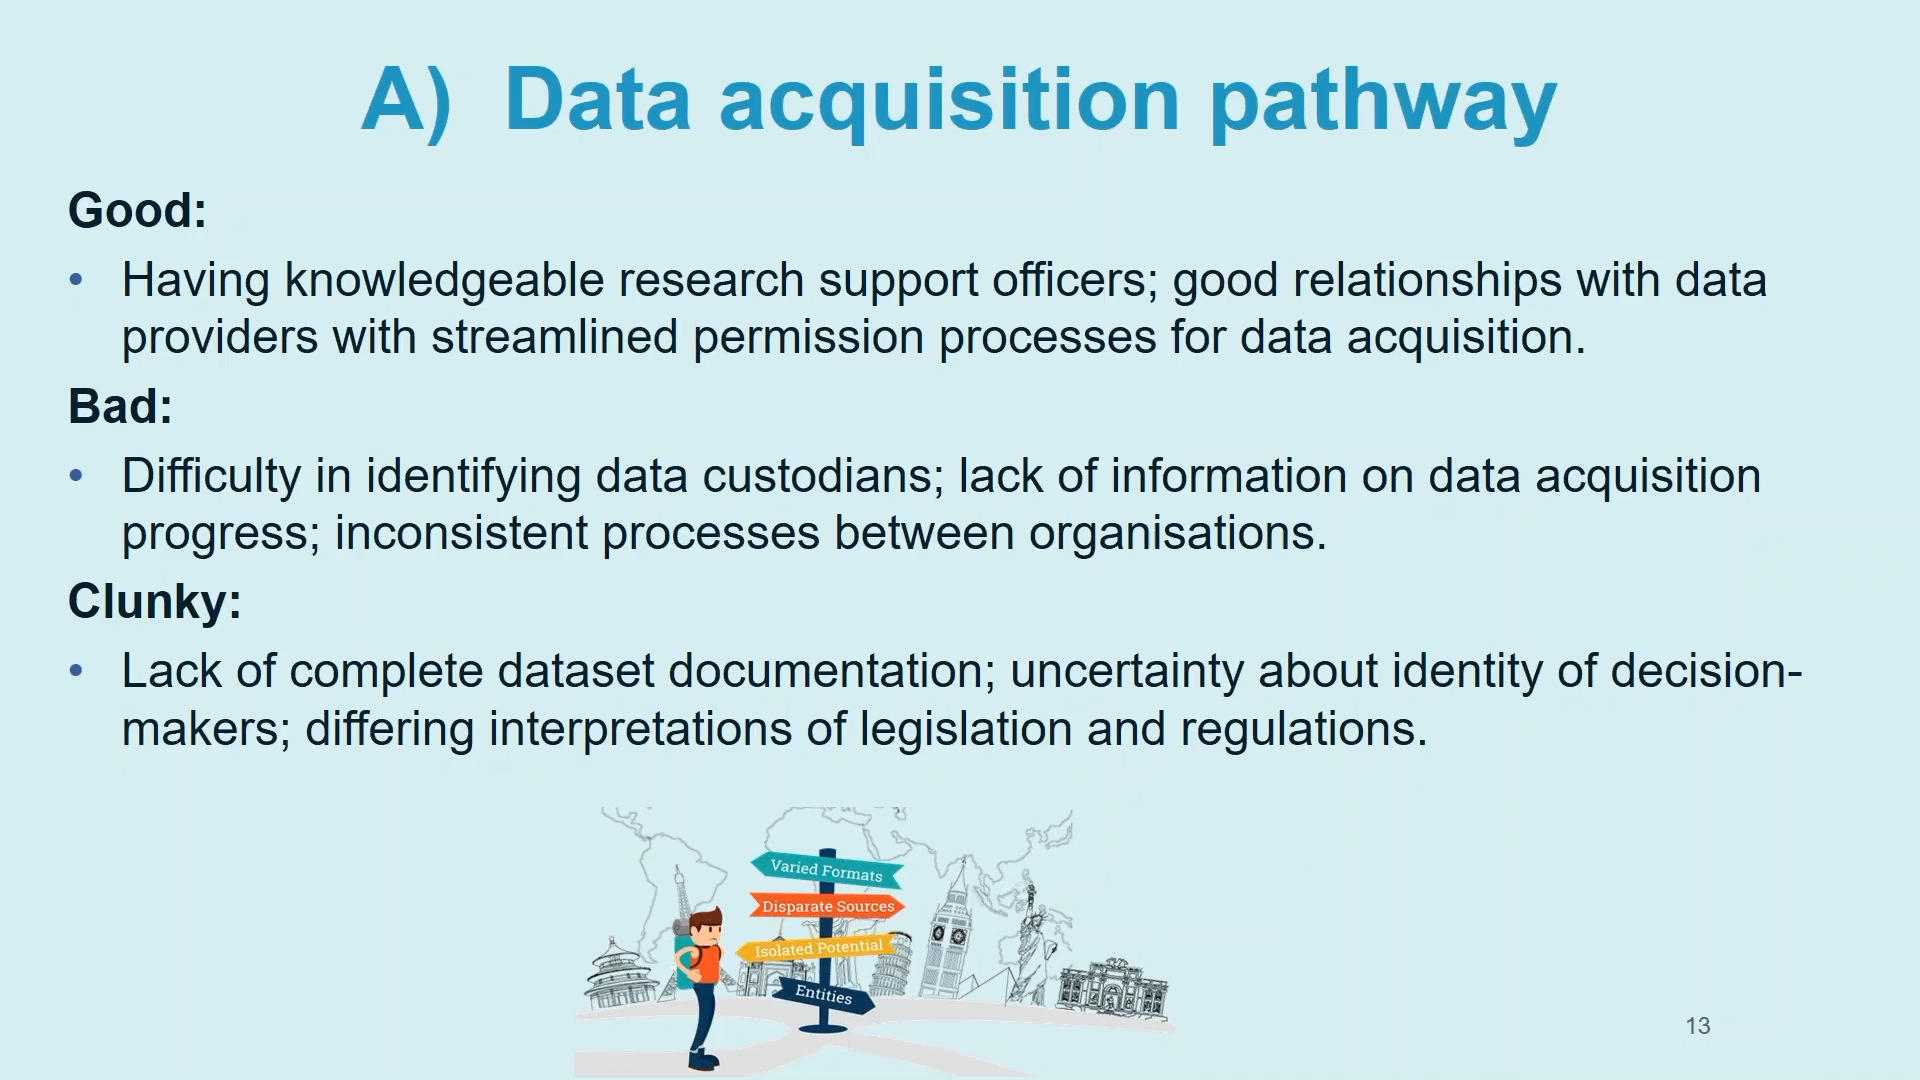 A) Data acquisition pathway
Good:
• Having knowledgeable research support officers; good relationships with data
providers with streamlined permission processes for data acquisition.
Bad:
• Difficulty in identifying data custodians; lack of information on data acquisition
progress; inconsistent processes between organisations.
Clunky:
• Lack of complete dataset documentation; uncertainty about identity of decision-
makers; differing interpretations of legislation and regulations.
Varied Formats
Disparate Sources
Isolated Potential
Entities
13